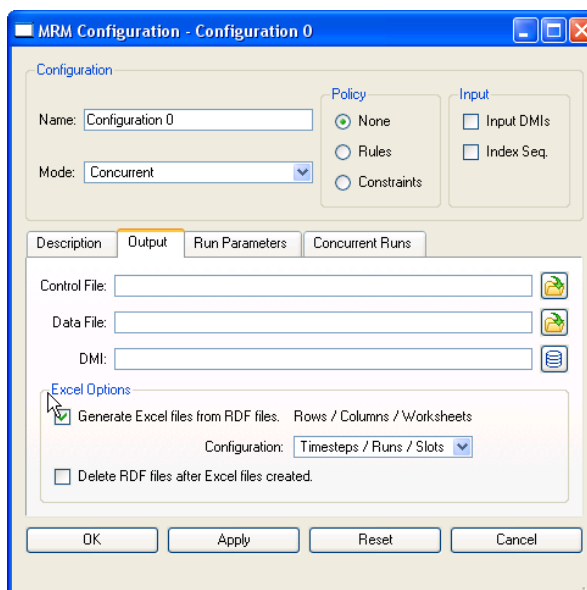 MRM Configuration - Configuration 0
Configuration
Name: Configuration 0
Mode: Concurrent
Policy
None
Rules
Constraints
Input
Input DMIs
Index Seq.
Description Output Run Parameters Concurrent Runs
Control File:
Data File:
DMI:
Excel Options
Generate Excel files from RDF files. Rows / Columns / Worksheets
Configuration: Timesteps / Runs / Slots
Delete RDF files after Excel files created.
OK Apply Reset Cancel